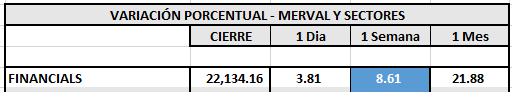 VARIACIÓN PORCENTUAL - MERVAL Y SECTORES
CIERRE 1 Dia 1 Semana 1 Mes
FINANCIALS 22,134.16 3.81 8.61 21.88